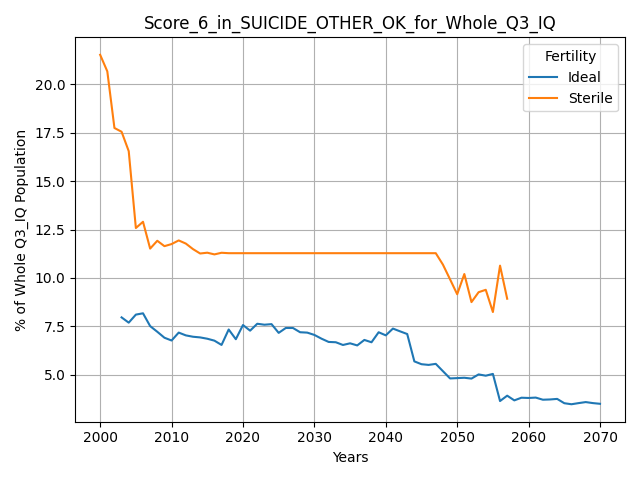 Score_6_in_SUICIDE_OTHER_OK_for_Whole_Q3_IQ
Fertility
Ideal
Sterile
% of Whole Q3_IQ Population
20.0
17.5
15.0
12.5
10.0
7.5
5.0
2000 2010 2020 2030 2040 2050 2060 2070
Years